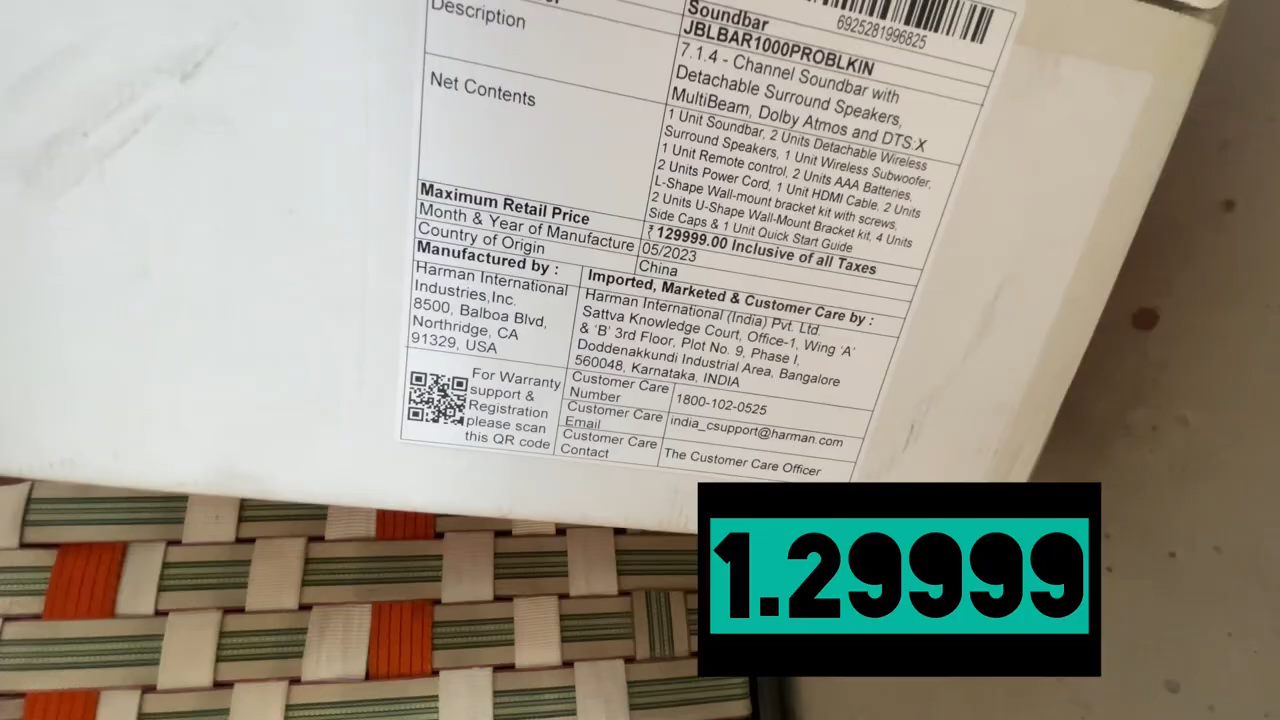 Soundbar
6925281996825
Description
JBLBAR1000PROBLKIN
7.1.4 - Channel Soundbar with
Detachable Surround Speakers,
MultiBeam, Dolby Atmos and DTS:X
Net Contents
1 Unit Soundbar, 2 Units Detachable Wireless
Surround Speakers, 1 Unit Wireless Subwoofer,
1 Unit Remote control, 2 Units AAA Batteries,
2 Units Power Cord, 1 Unit HDMI Cable, 2 Units
L-Shape Wall-mount bracket kit with screws,
2 Units U-Shape Wall-Mount Bracket kit, 4 Units
Side Caps & 1 Unit Quick Start Guide
Maximum Retail Price
₹129999.00 Inclusive of all Taxes
Month & Year of Manufacture
05/2023
Country of Origin
China
Manufactured by :
Harman International
Industries,Inc.
8500, Balboa Blvd,
Northridge, CA
91329, USA
Imported, Marketed & Customer Care by :
Harman International (India) Pvt. Ltd.
Sattva Knowledge Court, Office-1, Wing ‘A’
& ‘B’ 3rd Floor, Plot No. 9, Phase I,
Doddenakkundi Industrial Area, Bangalore
560048, Karnataka, INDIA
For Warranty
support &
Registration
please scan
this QR code
Customer Care
Number
1800-102-0525
Customer Care
Email
india_csupport@harman.com
Customer Care
Contact
The Customer Care Officer
1.29999